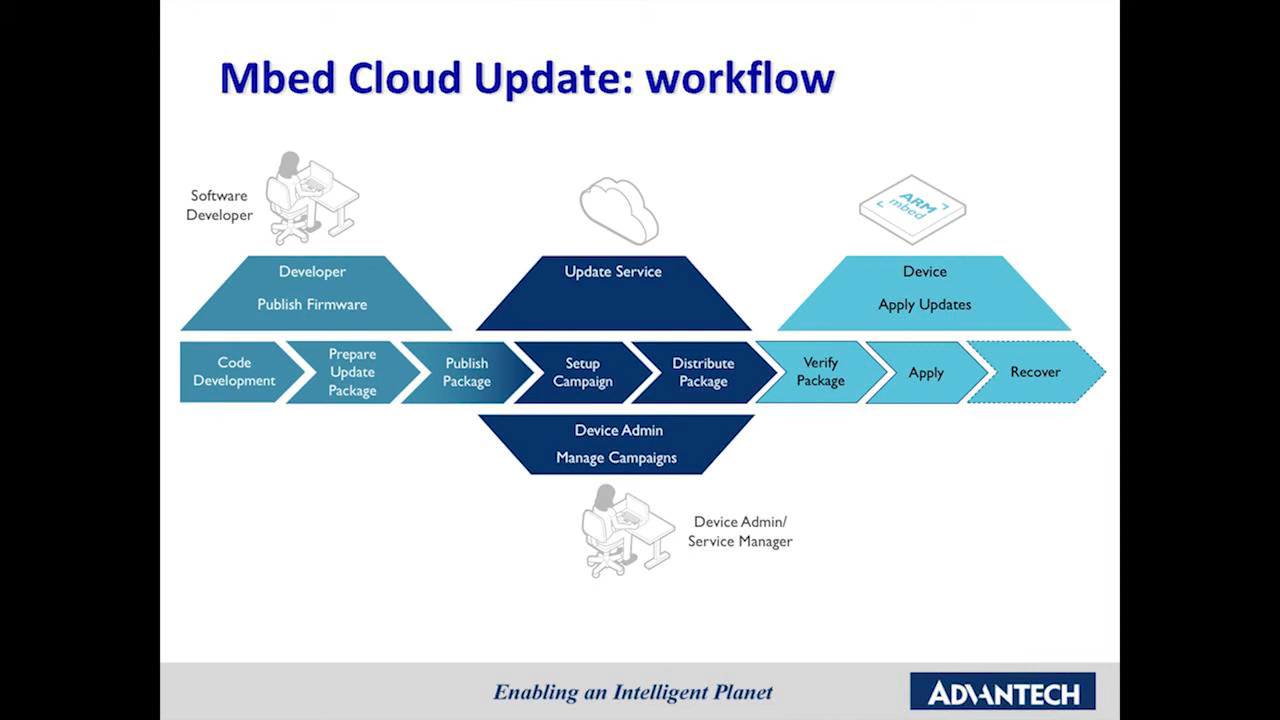 Mbed Cloud Update: workflow
Software
Developer
ARM
mbed
Developer
Publish Firmware
Update Service
Device
Apply Updates
Code
Development
Prepare
Update
Package
Publish
Package
Setup
Campaign
Distribute
Package
Verify
Package
Apply
Recover
Device Admin
Manage Campaigns
Device Admin/
Service Manager
Enabling an Intelligent Planet
ADVANTECH